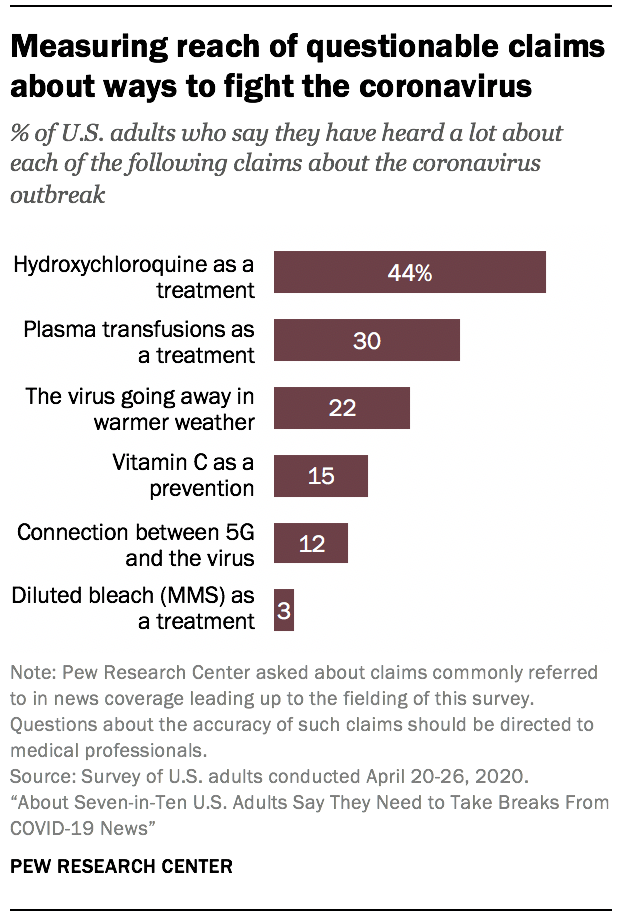 Measuring reach of questionable claims
about ways to fight the coronavirus
% of U.S. adults who say they have heard a lot about
each of the following claims about the coronavirus
outbreak
Hydroxychloroquine as a
treatment
44%
Plasma transfusions as
a treatment
30
The virus going away in
warmer weather
22
Vitamin C as a
prevention
15
Connection between 5G
and the virus
12
Diluted bleach (MMS) as
a treatment
3
Note: Pew Research Center asked about claims commonly referred
to in news coverage leading up to the fielding of this survey.
Questions about the accuracy of such claims should be directed to
medical professionals.
Source: Survey of U.S. adults conducted April 20-26, 2020.
“About Seven-in-Ten U.S. Adults Say They Need to Take Breaks From
COVID-19 News”
PEW RESEARCH CENTER